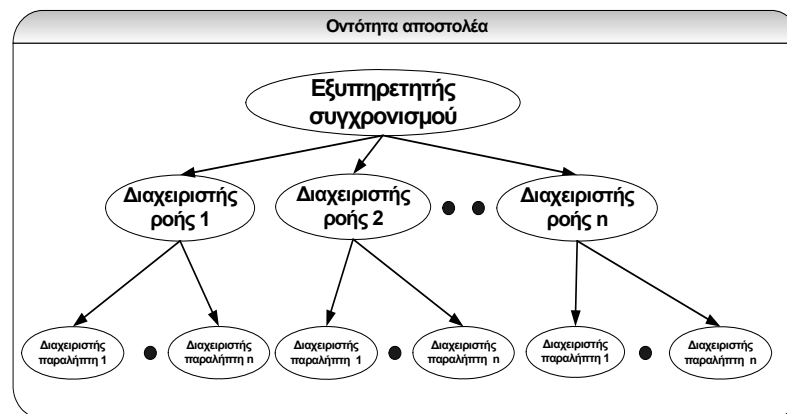 Οντότητα αποστολέα
Εξυπηρετητής
συγχρονισμού
Διαχειριστής
ροής 1
Διαχειριστής
ροής 2
Διαχειριστής
ροής n
Διαχειριστής
παραλήπτη 1
Διαχειριστής
παραλήπτη n
Διαχειριστής
παραλήπτη 1
Διαχειριστής
παραλήπτη n
Διαχειριστής
παραλήπτη 1
Διαχειριστής
παραλήπτη n